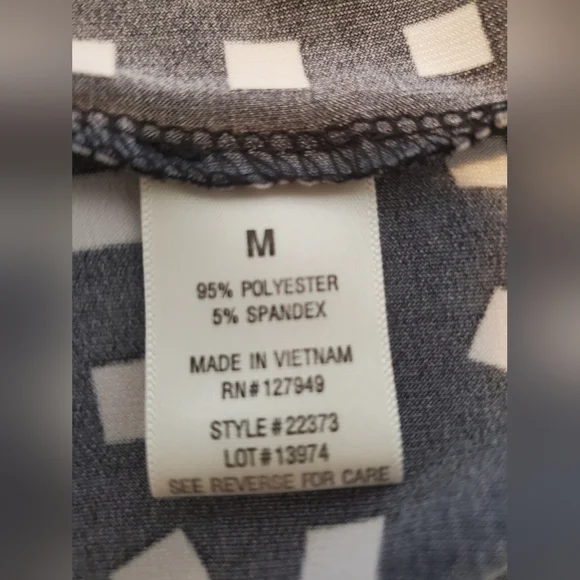 M
95% POLYESTER
5% SPANDEX
MADE IN VIETNAM
RN#127949
STYLE#22373
LOT#13974
SEE REVERSE FOR CARE